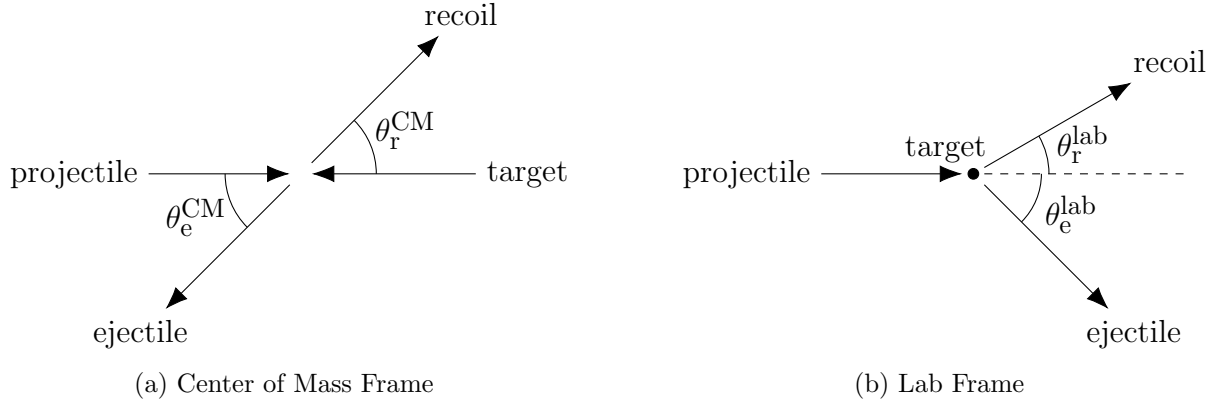 recoil
θ_r^CM
projectile
target
θ_e^CM
ejectile
(a) Center of Mass Frame
recoil
target
θ_r^lab
projectile
θ_e^lab
ejectile
(b) Lab Frame